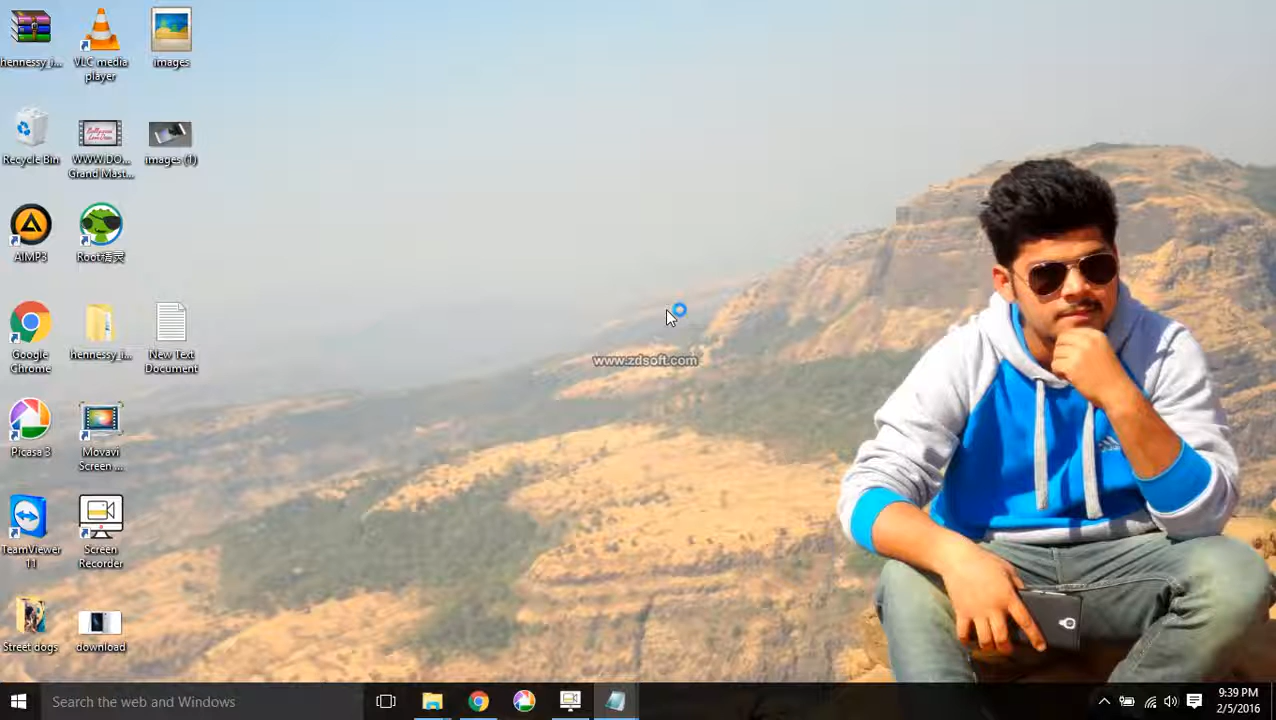 hennessy_i...
VLC media
player
images
Recycle Bin
WWW.DO...
Grand Mast...
images (1)
AIMP3
Root精灵
Google
Chrome
hennessy_i...
New Text
Document
Picasa 3
Movavi
Screen ...
TeamViewer
11
Screen
Recorder
Street dogs
download
www.zdsoft.com
Search the web and Windows
9:39 PM
2/5/2016